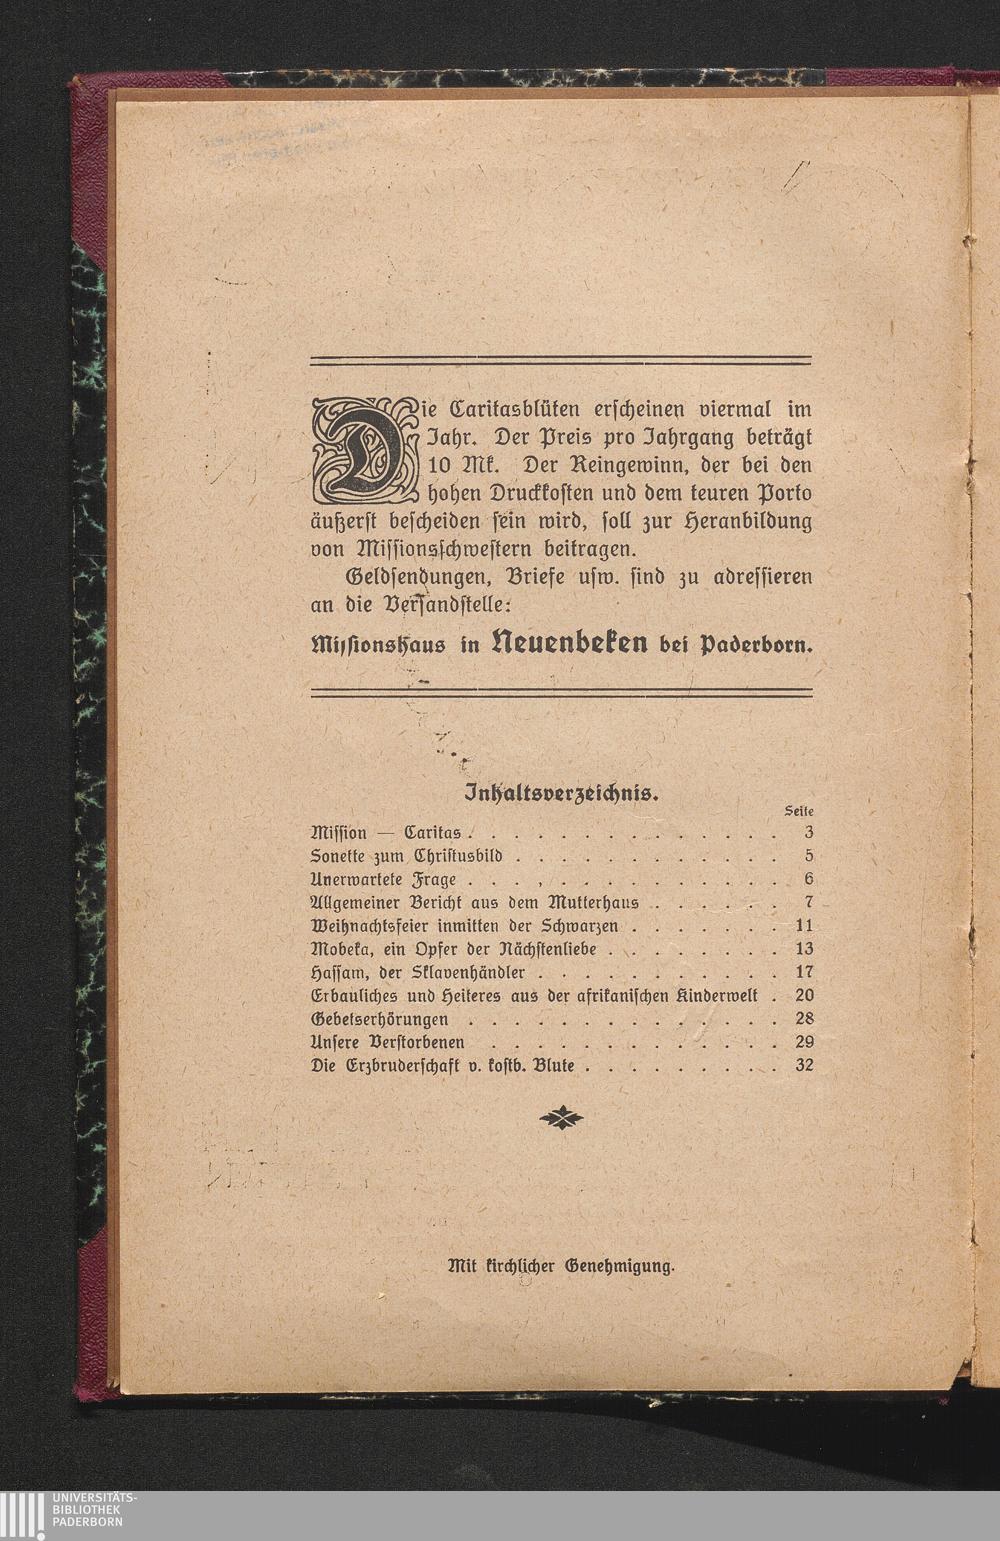 Die Caritasblüten erscheinen viermal im
Jahr. Der Preis pro Jahrgang beträgt
10 Mk. Der Reingewinn, der bei den
hohen Druckkosten und dem teuren Porto
äußerst bescheiden sein wird, soll zur Heranbildung
von Missionsschwestern beitragen.
Geldsendungen, Briefe usw. sind zu adressieren
an die Versandstelle:
Missionshaus in Neuenbeken bei Paderborn.
Inhaltsverzeichnis.
Seite
Mission — Caritas . . . . . . . . . . . . . . 3
Sonette zum Christusbild . . . . . . . . . . . . 5
Unerwartete Frage . . . . . . . . . . . . . . 6
Allgemeiner Bericht aus dem Mutterhaus . . . . . . 7
Weihnachtsfeier inmitten der Schwarzen . . . . . . . 11
Mobeka, ein Opfer der Nächstenliebe . . . . . . . . 13
Hassam, der Sklavenhändler . . . . . . . . . . . 17
Erbauliches und Heiteres aus der afrikanischen Kinderwelt . 20
Gebetserhörungen . . . . . . . . . . . . . . 28
Unsere Verstorbenen . . . . . . . . . . . . . 29
Die Erzbruderschaft v. kostb. Blute . . . . . . . . . 32
Mit kirchlicher Genehmigung.
UNIVERSITÄTS-
BIBLIOTHEK
PADERBORN